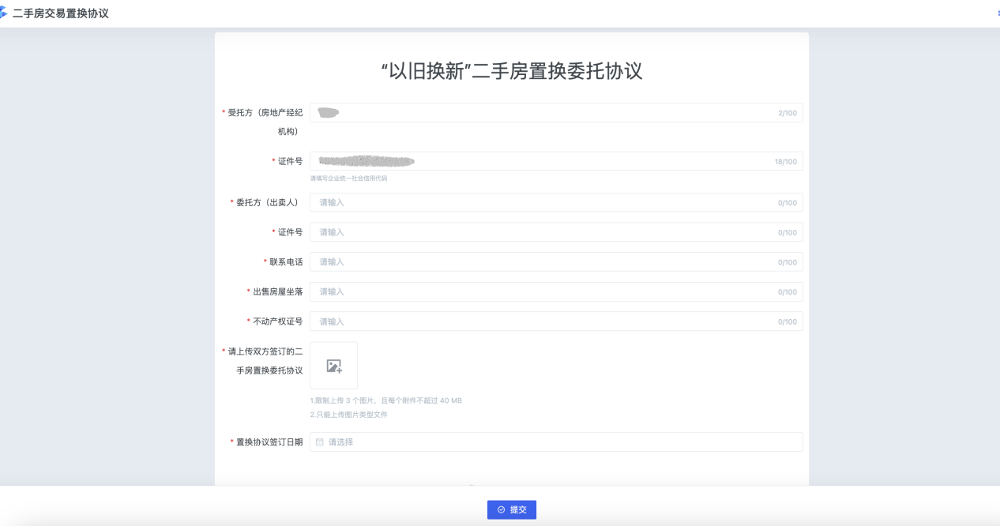 二手房交易置换协议
“以旧换新”二手房置换委托协议
* 受托方（房地产经纪
机构）
2/100
* 证件号
18/100
请填写企业统一社会信用代码
* 委托方（出卖人）
请输入
0/100
* 证件号
请输入
0/100
* 联系电话
请输入
0/100
* 出售房屋坐落
请输入
0/100
* 不动产权证号
请输入
0/100
* 请上传双方签订的二
手房置换委托协议
1.限制上传 3 个图片，且每个附件不超过 40 MB
2.只能上传图片类型文件
* 置换协议签订日期
请选择
提交